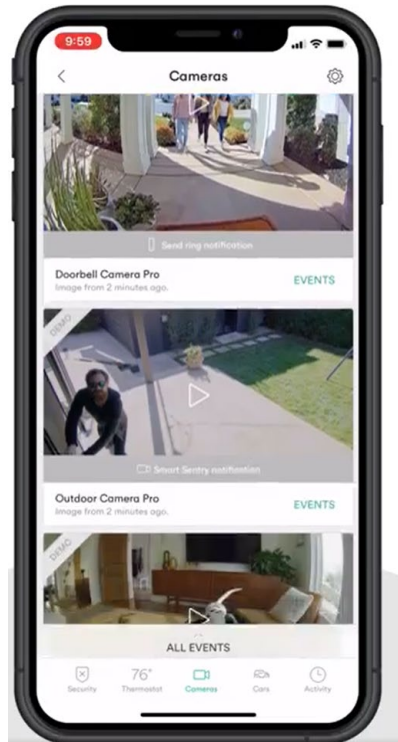 9:59
Cameras
Send ring notification
Doorbell Camera Pro
Image from 2 minutes ago.
EVENTS
DEMO
Smart Sentry notification
Outdoor Camera Pro
Image from 2 minutes ago.
EVENTS
DEMO
ALL EVENTS
76°
Security
Thermostat
Cameras
Cars
Activity